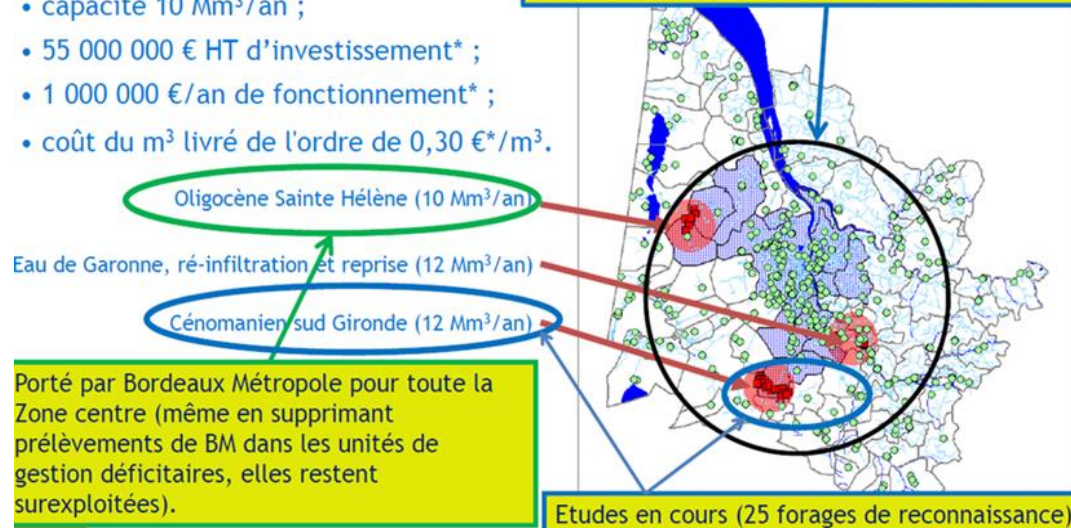 • capacité 10 Mm³/an ;
• 55 000 000 € HT d’investissement* ;
• 1 000 000 €/an de fonctionnement* ;
• coût du m³ livré de l'ordre de 0,30 €*/m³.
Oligocène Sainte Hélène (10 Mm³/an)
Eau de Garonne, ré-infiltration et reprise (12 Mm³/an)
Cénomanien sud Gironde (12 Mm³/an)
Porté par Bordeaux Métropole pour toute la
Zone centre (même en supprimant
prélèvements de BM dans les unités de
gestion déficitaires, elles restent
surexploitées).
Etudes en cours (25 forages de reconnaissance)